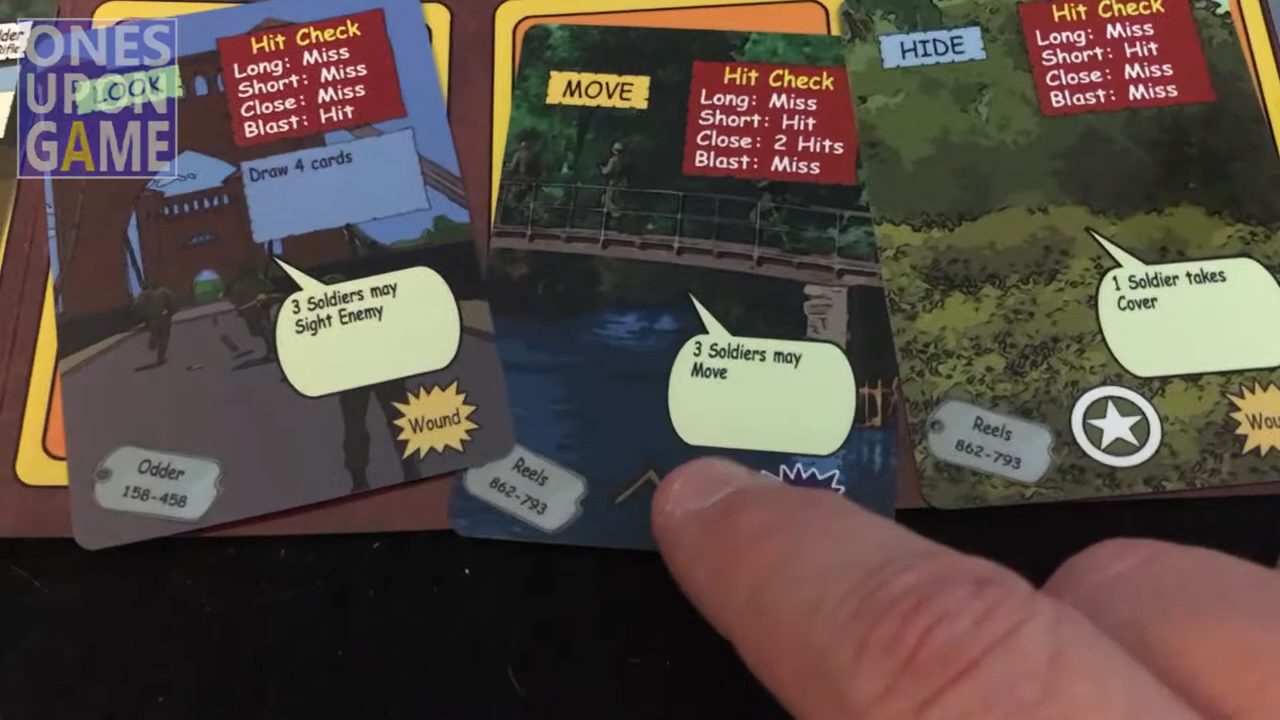 ONES
UPON
GAME
LOOK
Hit Check
Long: Miss
Short: Miss
Close: Miss
Blast: Hit
Draw 4 cards
3 Soldiers may
Sight Enemy
Wound
Odder
158-458
MOVE
Hit Check
Long: Miss
Short: Hit
Close: 2 Hits
Blast: Miss
3 Soldiers may
Move
Reels
862-793
HIDE
Hit Check
Long: Miss
Short: Hit
Close: Miss
Blast: Miss
1 Soldier takes
Cover
Reels
862-793